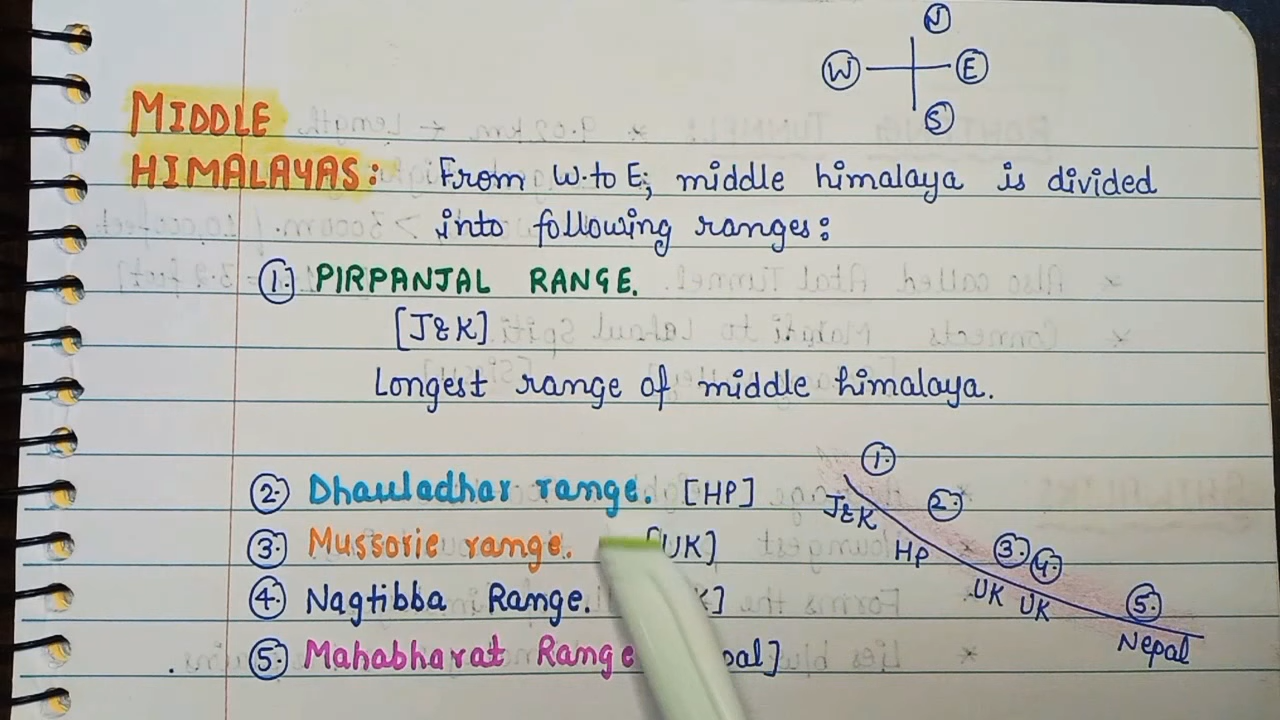 N
W E
S
MIDDLE
HIMALAYAS: From W.to E; middle himalaya is divided
into following ranges:
1. PIRPANJAL RANGE.
[J&K]
Longest range of middle himalaya.
2. Dhauladhar range. [HP]
3. Mussorie range. [UK]
4. Nagtibba Range.
5. Mahabharat Range
1.
J&K
2.
HP
3. 4.
UK UK
5.
Nepal